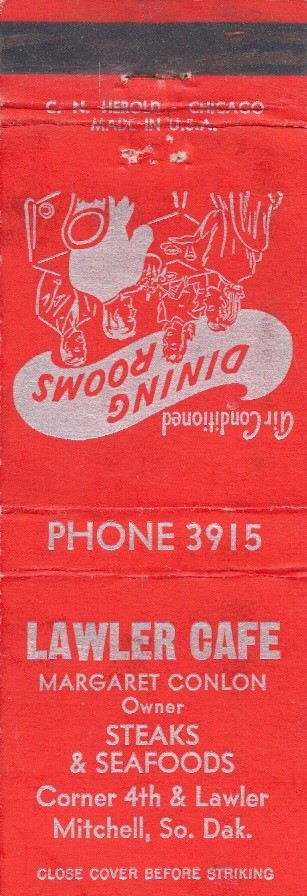 C. N. HEROLD - CHICAGO
MADE IN U.S.A.
Air Conditioned
DINING
ROOMS
PHONE 3915
LAWLER CAFE
MARGARET CONLON
Owner
STEAKS
& SEAFOODS
Corner 4th & Lawler
Mitchell, So. Dak.
CLOSE COVER BEFORE STRIKING